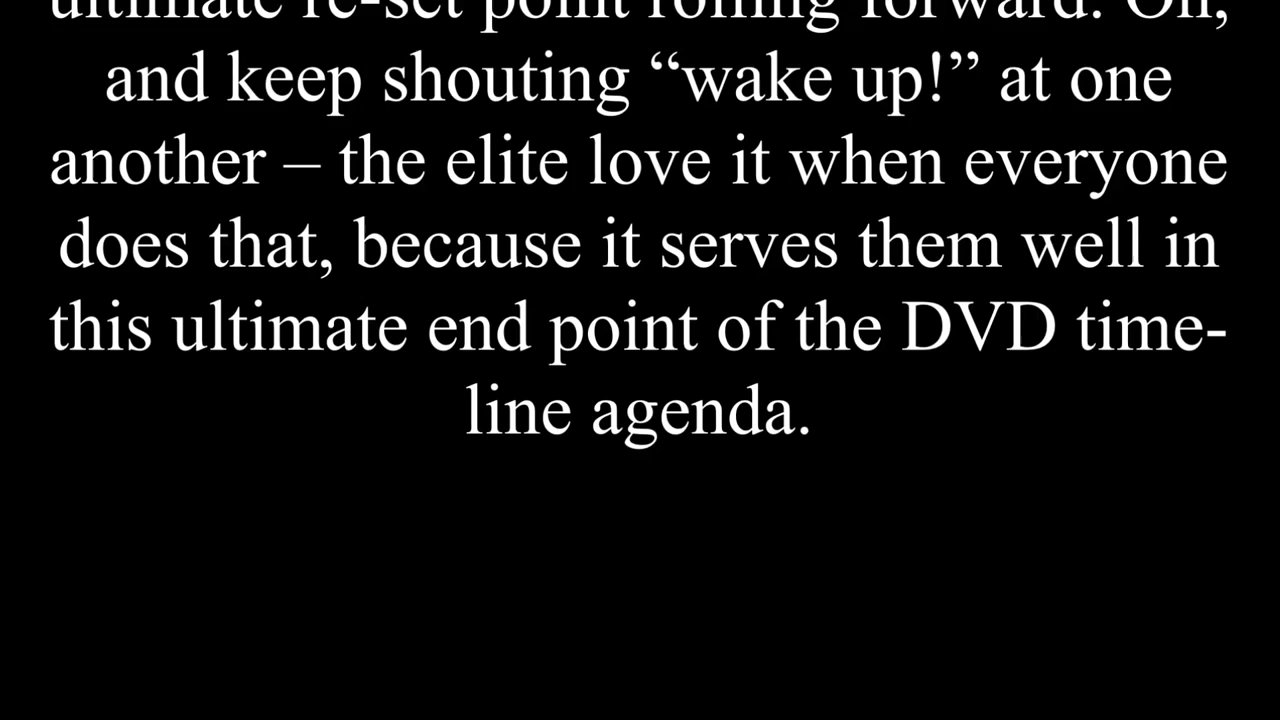 ultimate re-set point rolling forward. Oh,
and keep shouting “wake up!” at one
another – the elite love it when everyone
does that, because it serves them well in
this ultimate end point of the DVD time-
line agenda.